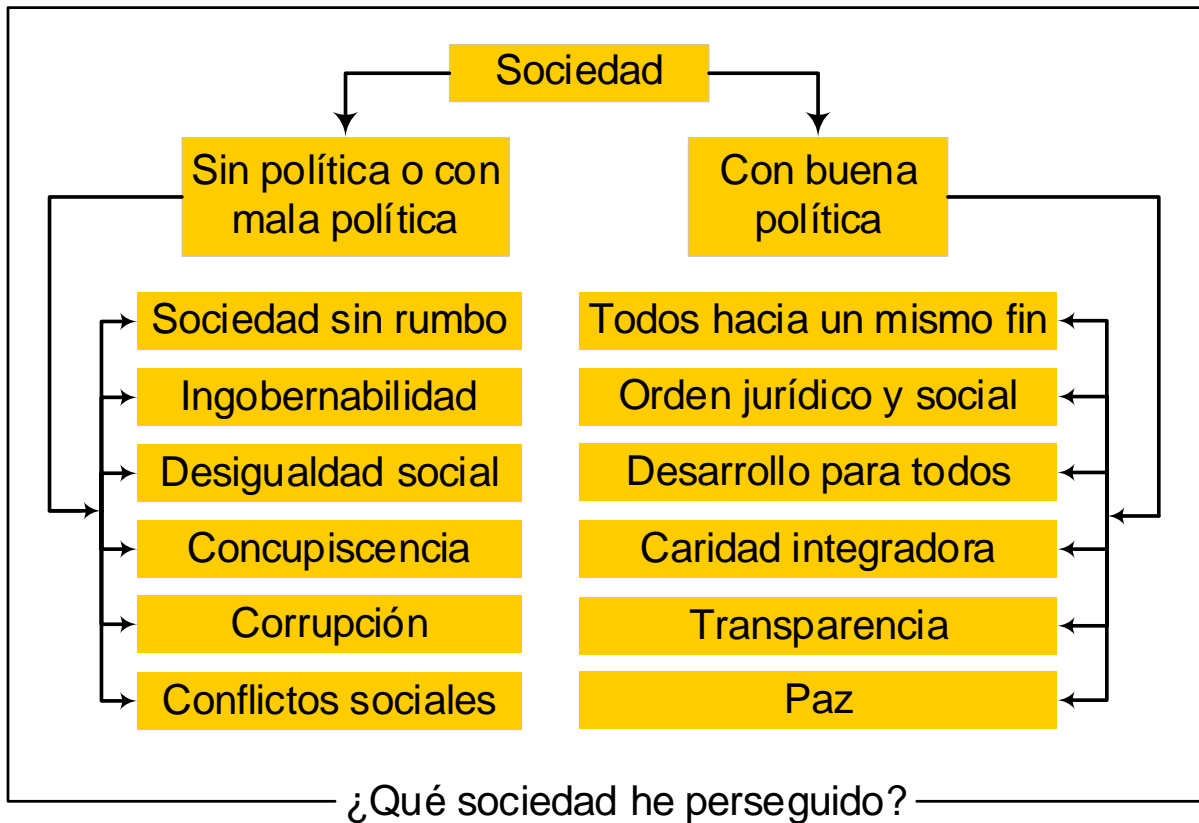 Sociedad
Sin política o con
mala política
Con buena
política
Sociedad sin rumbo
Ingobernabilidad
Desigualdad social
Concupiscencia
Corrupción
Conflictos sociales
Todos hacia un mismo fin
Orden jurídico y social
Desarrollo para todos
Caridad integradora
Transparencia
Paz
¿Qué sociedad he perseguido?